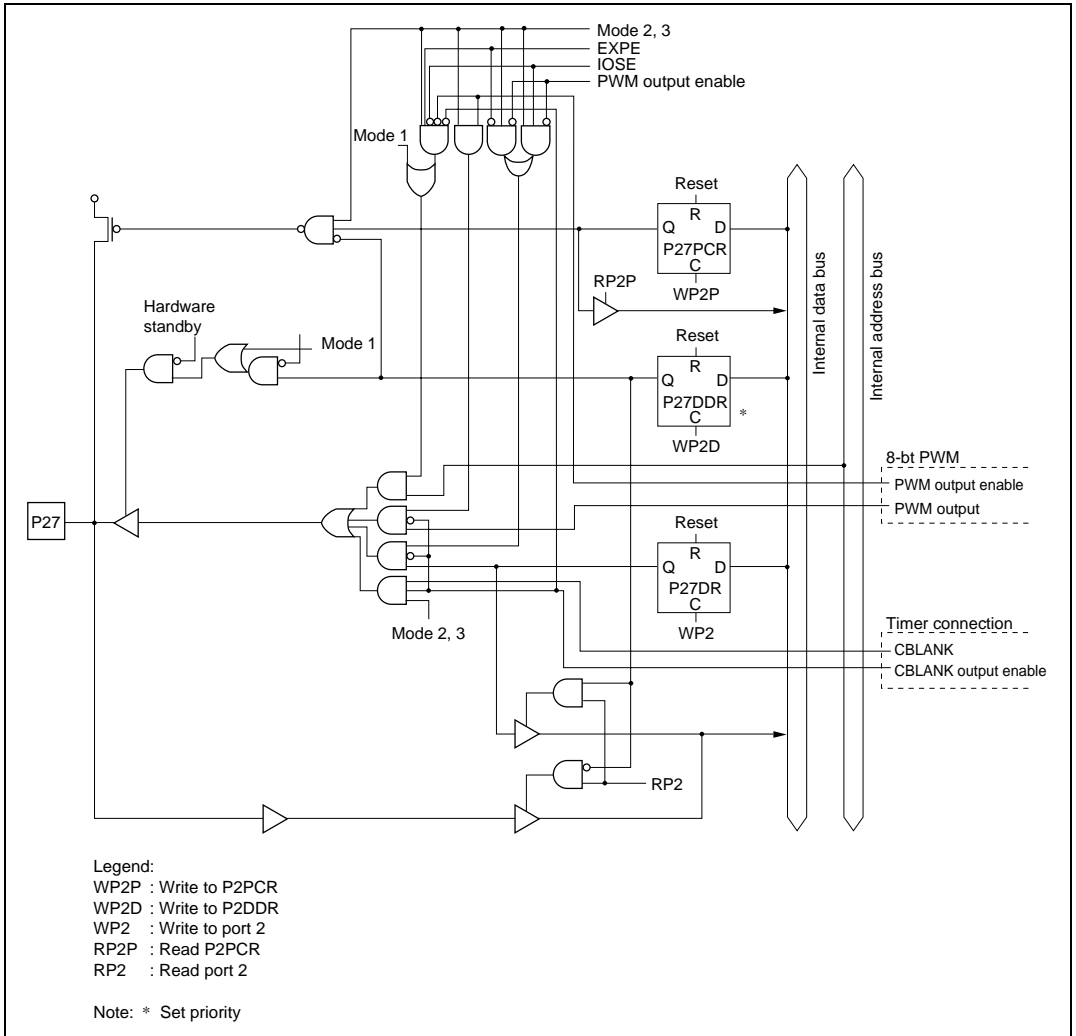 Mode 2, 3
EXPE
IOSE
PWM output enable
Mode 1
Reset
R
Q D
P27PCR
C
WP2P
RP2P
Hardware
standby
Mode 1
Reset
R
Q D
P27DDR
C
*
WP2D
Internal data bus
Internal address bus
8-bt PWM
PWM output enable
PWM output
P27
Reset
R
Q D
P27DR
C
WP2
Mode 2, 3
Timer connection
CBLANK
CBLANK output enable
RP2
Legend:
WP2P : Write to P2PCR
WP2D : Write to P2DDR
WP2 : Write to port 2
RP2P : Read P2PCR
RP2 : Read port 2
Note: * Set priority